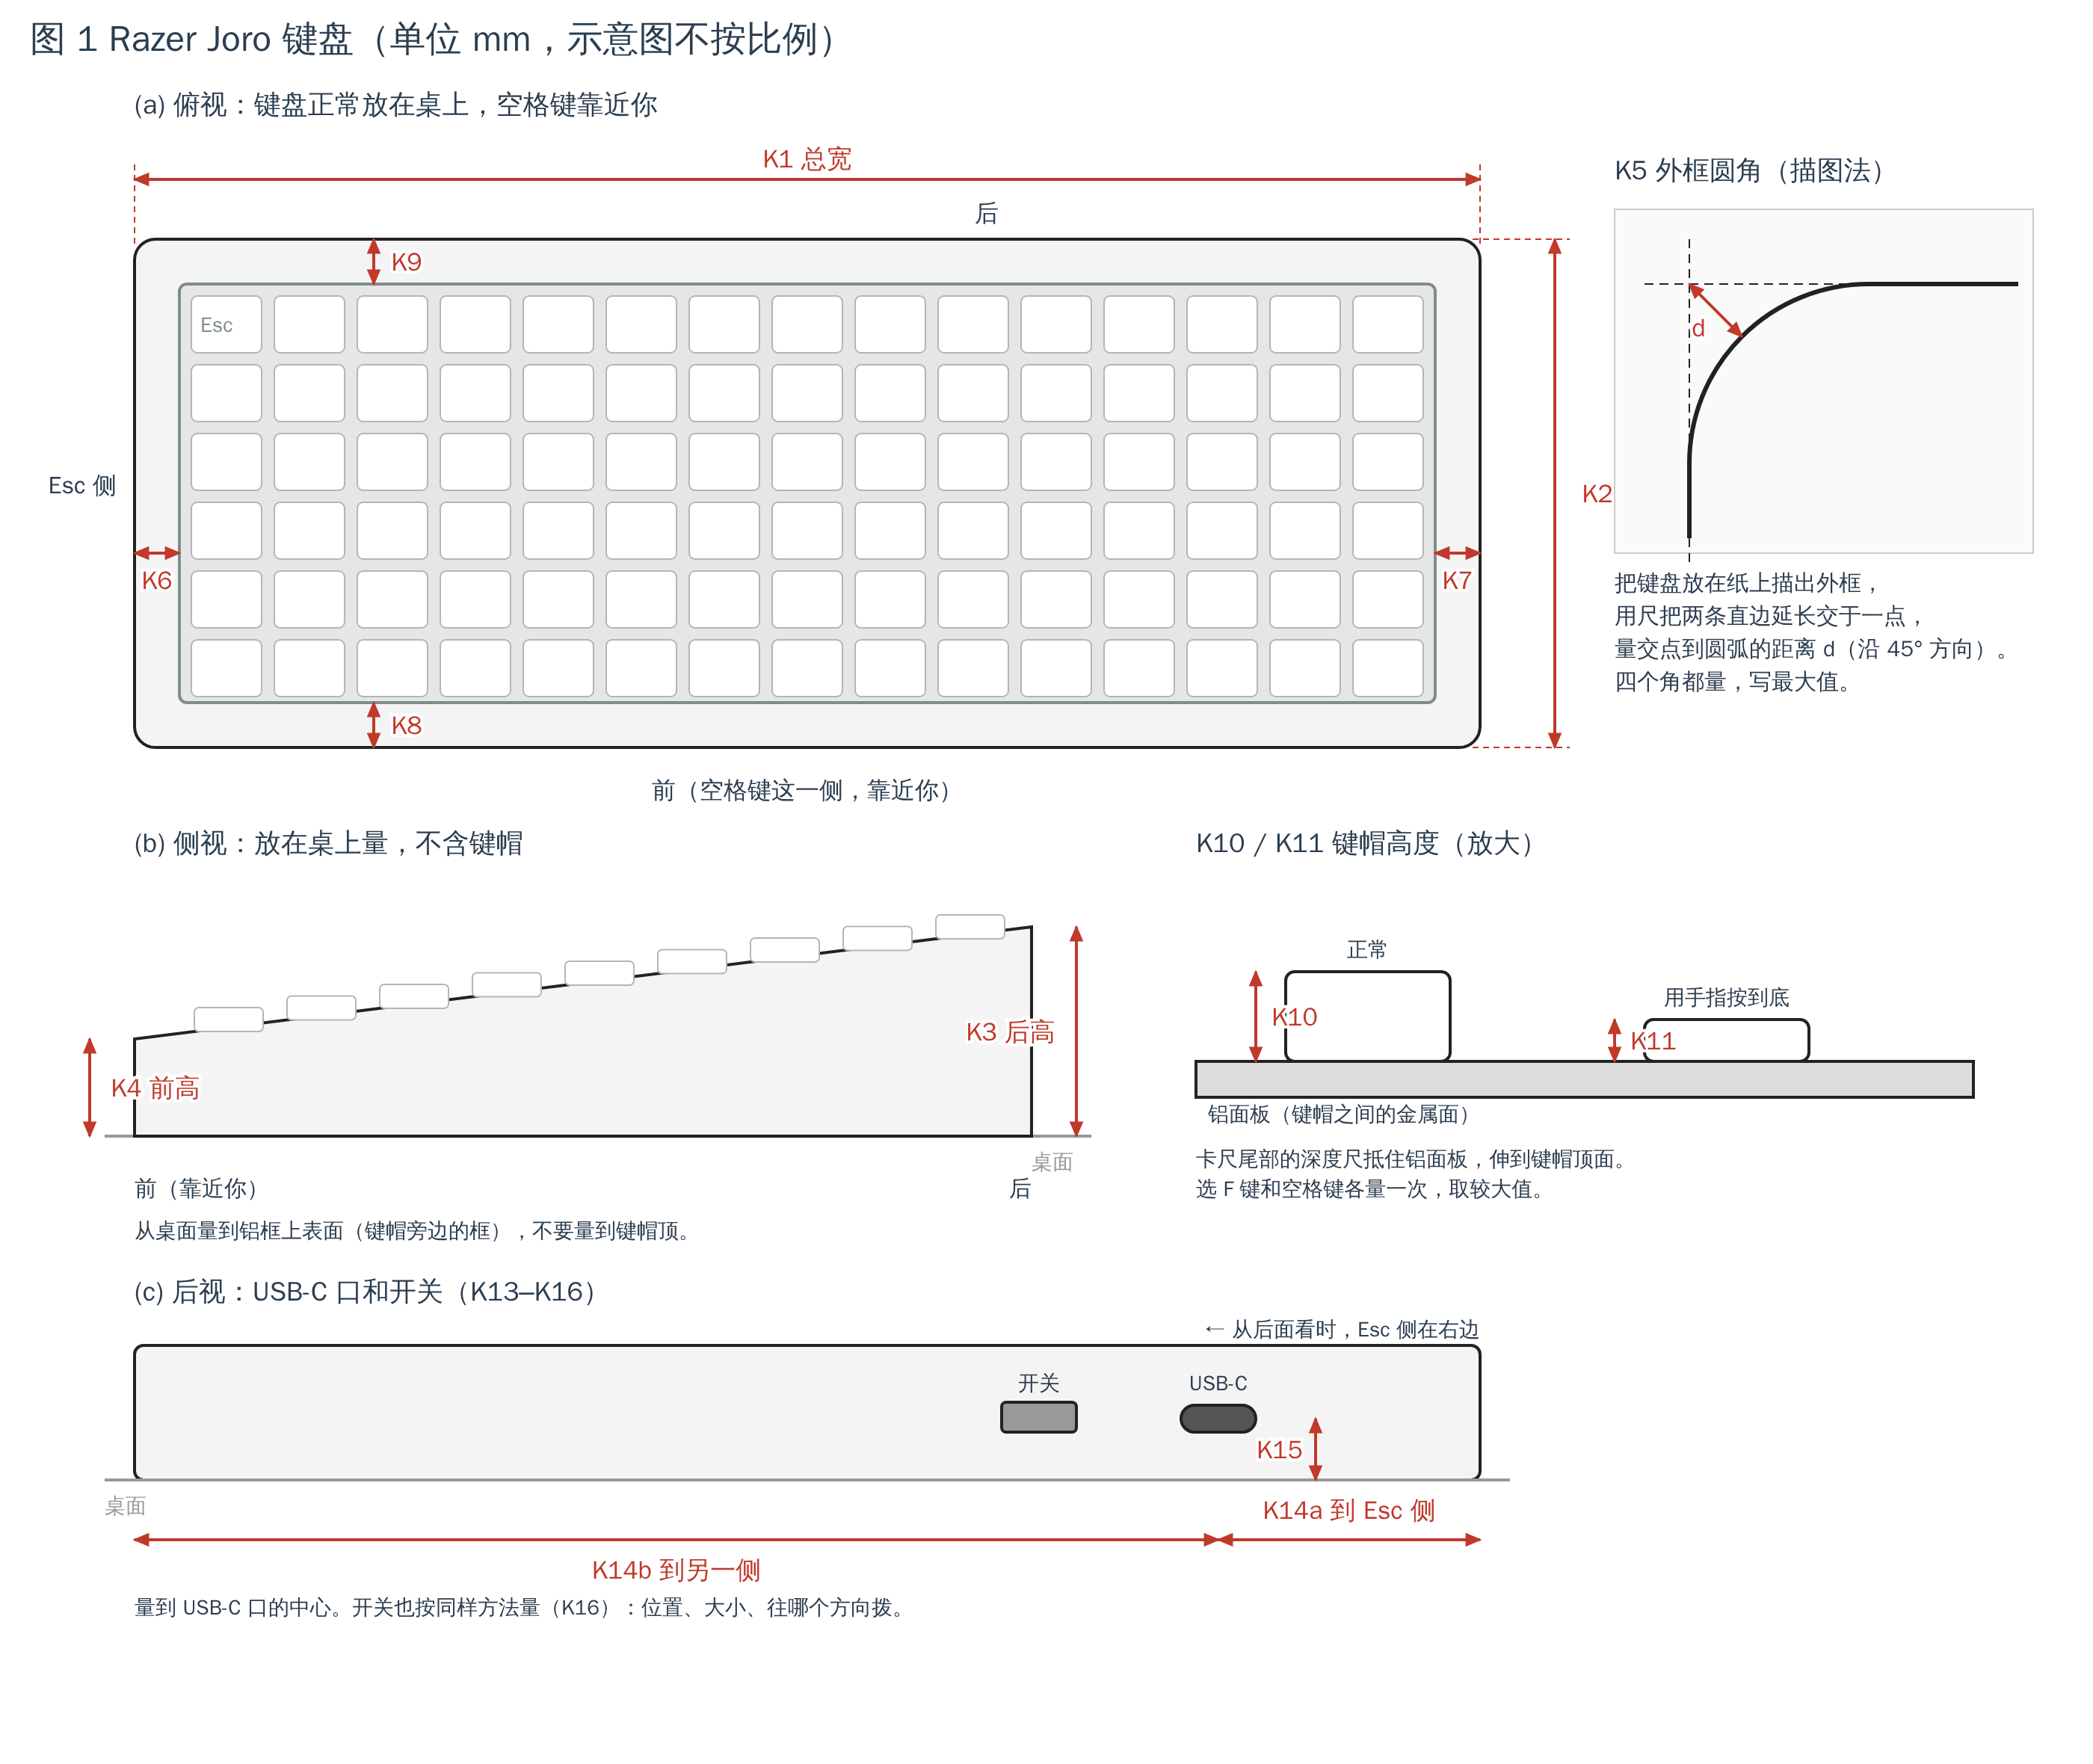 图 1 Razer Joro 键盘（单位 mm，示意图不按比例）
(a) 俯视：键盘正常放在桌上，空格键靠近你
K1 总宽
后
K9
Esc
Esc 侧
K6
K7
K8
K2
前（空格键这一侧，靠近你）
K5 外框圆角（描图法）
d
把键盘放在纸上描出外框，
用尺把两条直边延长交于一点，
量交点到圆弧的距离 d（沿 45° 方向）。
四个角都量，写最大值。
(b) 侧视：放在桌上量，不含键帽
K3 后高
K4 前高
桌面
前（靠近你）
后
从桌面量到铝框上表面（键帽旁边的框），不要量到键帽顶。
K10 / K11 键帽高度（放大）
正常
K10
用手指按到底
K11
铝面板（键帽之间的金属面）
卡尺尾部的深度尺抵住铝面板，伸到键帽顶面。
选 F 键和空格键各量一次，取较大值。
(c) 后视：USB-C 口和开关（K13–K16）
← 从后面看时，Esc 侧在右边
开关
USB-C
K15
桌面
K14a 到 Esc 侧
K14b 到另一侧
量到 USB-C 口的中心。开关也按同样方法量（K16）：位置、大小、往哪个方向拨。